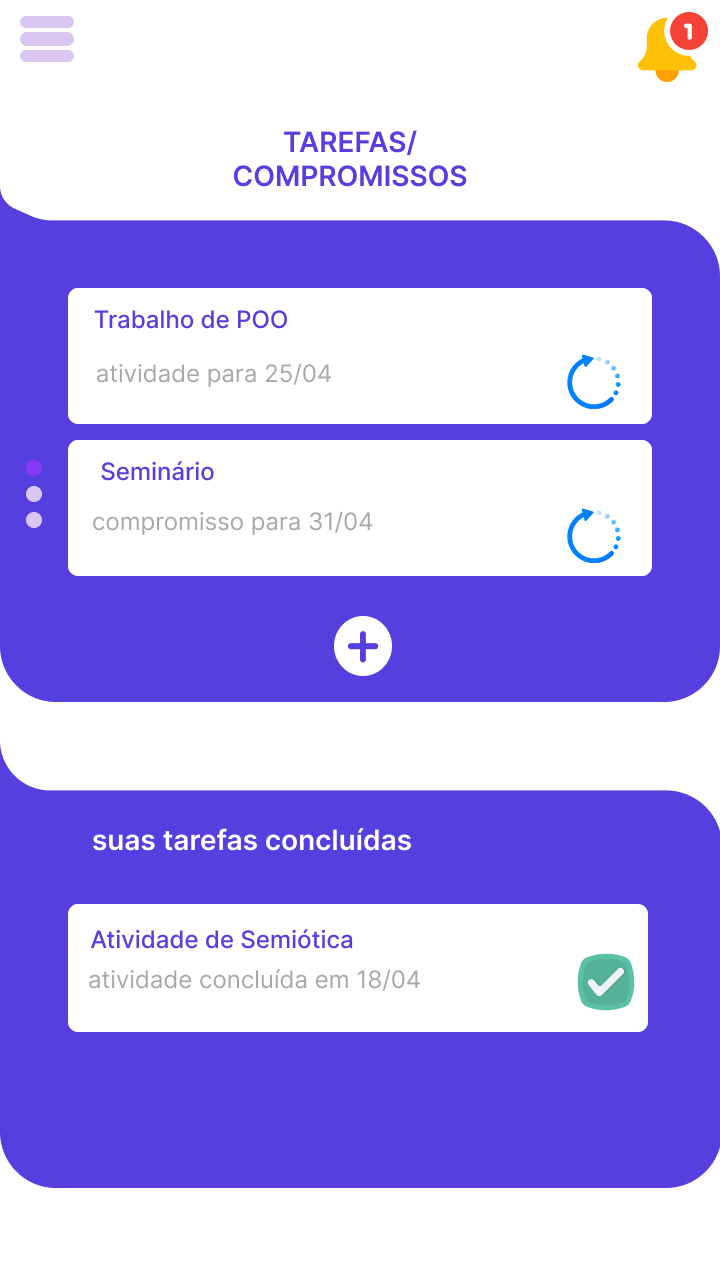 1
TAREFAS/
COMPROMISSOS
Trabalho de POO
atividade para 25/04
Seminário
compromisso para 31/04
suas tarefas concluídas
Atividade de Semiótica
atividade concluída em 18/04